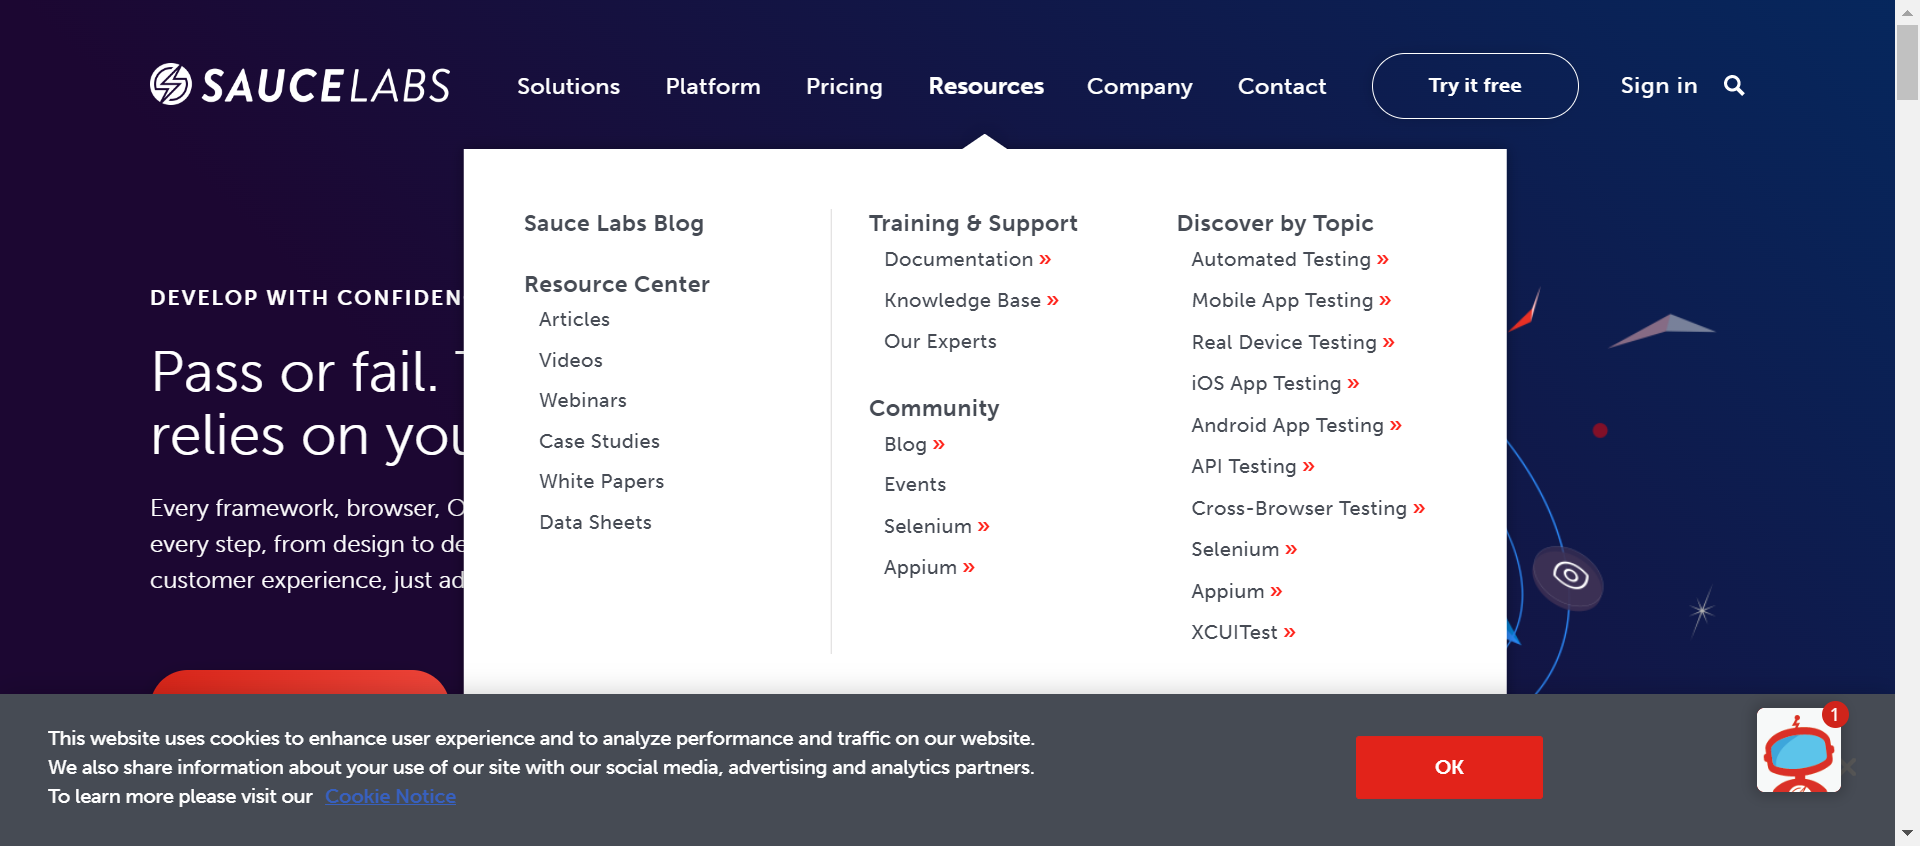 SAUCELABS
Solutions
Platform
Pricing
Resources
Company
Contact
Try it free
Sign in
Sauce Labs Blog
Resource Center
Articles
Videos
Webinars
Case Studies
White Papers
Data Sheets
Training & Support
Documentation »
Knowledge Base »
Our Experts
Community
Blog »
Events
Selenium »
Appium »
Discover by Topic
Automated Testing »
Mobile App Testing »
Real Device Testing »
iOS App Testing »
Android App Testing »
API Testing »
Cross-Browser Testing »
Selenium »
Appium »
XCUITest »
DEVELOP WITH
Pass or fail.
relies on
Every framework, browser,
every step, from design to
customer experience, just
This website uses cookies to enhance user experience and to analyze performance and traffic on our website.
We also share information about your use of our site with our social media, advertising and analytics partners.
To learn more please visit our Cookie Notice
OK
1